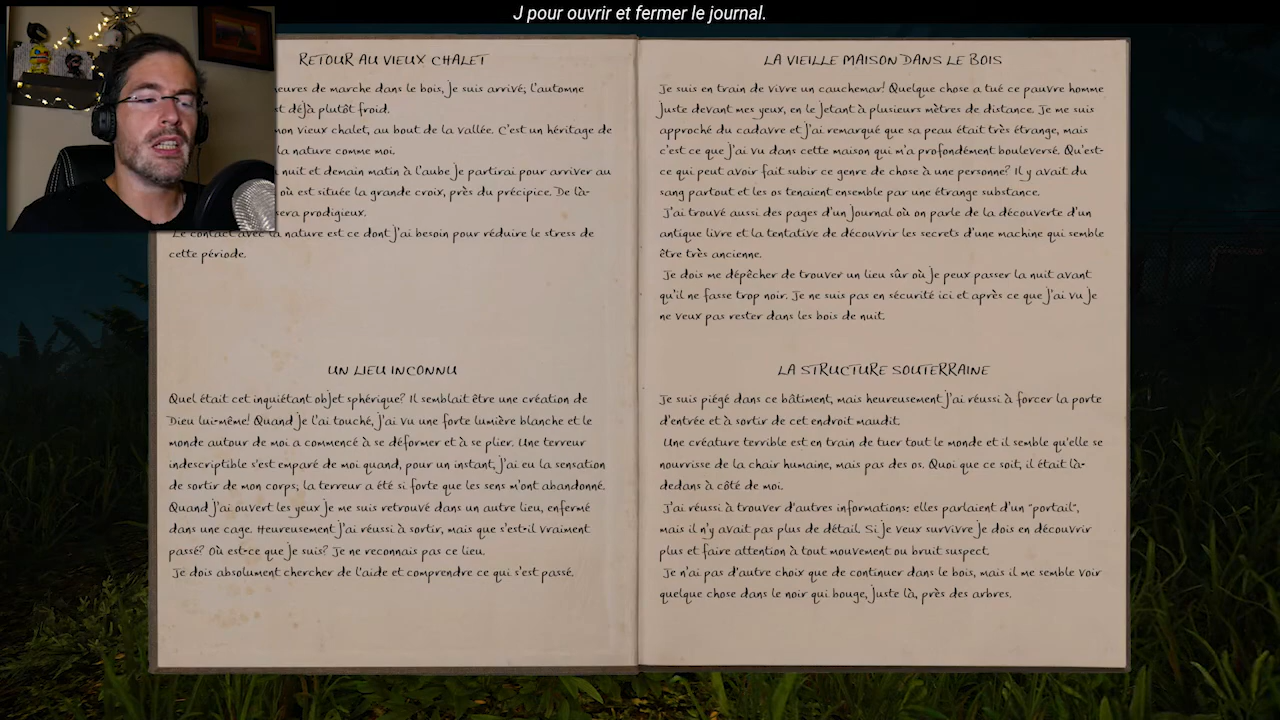 J pour ouvrir et fermer le journal.
RETOUR AU VIEUX CHALET
heures de marche dans le bois, je suis arrivé; l'automne
déjà plutôt froid.
mon vieux chalet, au bout de la vallée. C'est un héritage de
la nature comme moi.
nuit et demain matin à l'aube je partirai pour arriver au
où est située la grande croix, près du précipice. De là-
sera prodigieux.
Le contact avec la nature est ce dont j'ai besoin pour réduire le stress de
cette période.
UN LIEU INCONNU
Quel était cet inquiétant objet sphérique? Il semblait être une création de
Dieu lui-même! Quand je l'ai touché, j'ai vu une forte lumière blanche et le
monde autour de moi a commencé à se déformer et à se plier. Une terreur
indescriptible s'est emparé de moi quand, pour un instant, j'ai eu la sensation
de sortir de mon corps; la terreur a été si forte que les sens m'ont abandonné.
Quand j'ai ouvert les yeux je me suis retrouvé dans un autre lieu, enfermé
dans une cage. Heureusement j'ai réussi à sortir, mais que s'est-il vraiment
passé? Où est-ce que je suis? Je ne reconnais pas ce lieu.
Je dois absolument chercher de l'aide et comprendre ce qui s'est passé.
LA VIEILLE MAISON DANS LE BOIS
Je suis en train de vivre un cauchemar! Quelque chose a tué ce pauvre homme
juste devant mes yeux, en le jetant à plusieurs mètres de distance. Je me suis
approché du cadavre et j'ai remarqué que sa peau était très étrange, mais
c'est ce que j'ai vu dans cette maison qui m'a profondément bouleversé. Qu'est-
ce qui peut avoir fait subir ce genre de chose à une personne? Il y avait du
sang partout et les os tenaient ensemble par une étrange substance.
J'ai trouvé aussi des pages d'un journal où on parle de la découverte d'un
antique livre et la tentative de découvrir les secrets d'une machine qui semble
être très ancienne.
Je dois me dépêcher de trouver un lieu sûr où je peux passer la nuit avant
qu'il ne fasse trop noir. Je ne suis pas en sécurité ici et après ce que j'ai vu je
ne veux pas rester dans les bois de nuit.
LA STRUCTURE SOUTERRAINE
Je suis piégé dans ce bâtiment, mais heureusement j'ai réussi à forcer la porte
d'entrée et à sortir de cet endroit maudit.
Une créature terrible est en train de tuer tout le monde et il semble qu'elle se
nourrisse de la chair humaine, mais pas des os. Quoi que ce soit, il était là-
dedans à côté de moi.
J'ai réussi à trouver d'autres informations: elles parlaient d'un "portail",
mais il n'y avait pas plus de détail. Si je veux survivre je dois en découvrir
plus et faire attention à tout mouvement ou bruit suspect.
Je n'ai pas d'autre choix que de continuer dans le bois, mais il me semble voir
quelque chose dans le noir qui bouge, juste là, près des arbres.